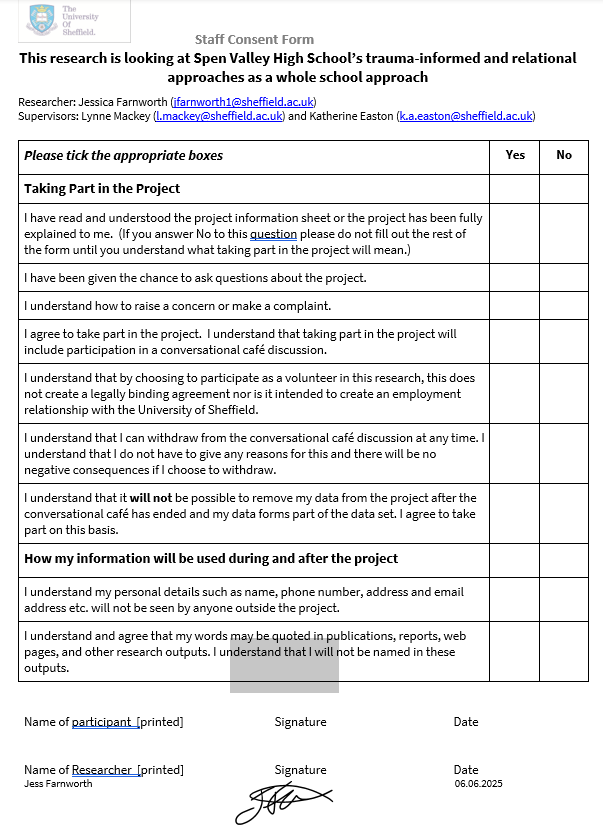 The
University
Of
Sheffield.
Staff Consent Form
This research is looking at Spen Valley High School's trauma-informed and relational
approaches as a whole school approach
Researcher: Jessica Farnworth (jfarnworth1@sheffield.ac.uk)
Supervisors: Lynne Mackey (l.mackey@sheffield.ac.uk) and Katherine Easton (k.a.easton@sheffield.ac.uk)
Please tick the appropriate boxes Yes No
Taking Part in the Project
I have read and understood the project information sheet or the project has been fully
explained to me. (If you answer No to this question please do not fill out the rest of
the form until you understand what taking part in the project will mean.)
I have been given the chance to ask questions about the project.
I understand how to raise a concern or make a complaint.
I agree to take part in the project. I understand that taking part in the project will
include participation in a conversational café discussion.
I understand that by choosing to participate as a volunteer in this research, this does
not create a legally binding agreement nor is it intended to create an employment
relationship with the University of Sheffield.
I understand that I can withdraw from the conversational café discussion at any time. I
understand that I do not have to give any reasons for this and there will be no
negative consequences if I choose to withdraw.
I understand that it will not be possible to remove my data from the project after the
conversational café has ended and my data forms part of the data set. I agree to take
part on this basis.
How my information will be used during and after the project
I understand my personal details such as name, phone number, address and email
address etc. will not be seen by anyone outside the project.
I understand and agree that my words may be quoted in publications, reports, web
pages, and other research outputs. I understand that I will not be named in these
outputs.
Name of participant [printed] Signature Date
Name of Researcher [printed] Signature Date
Jess Farnworth 06.06.2025